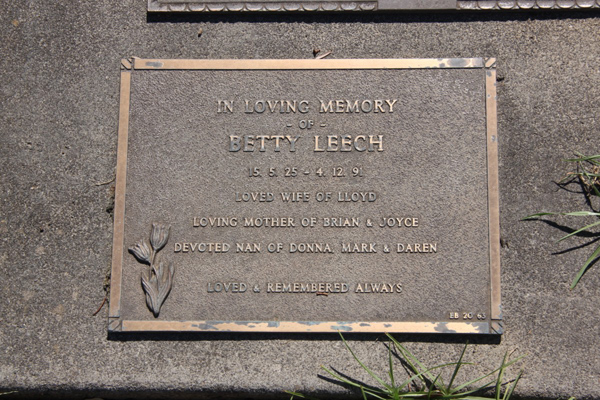 IN LOVING MEMORY
- OF -
BETTY LEECH
15. 5. 25 - 4. 12. 91
LOVED WIFE OF LLOYD
LOVING MOTHER OF BRIAN & JOYCE
DEVOTED NAN OF DONNA, MARK & DAREN
LOVED & REMEMBERED ALWAYS
EB 2C 63